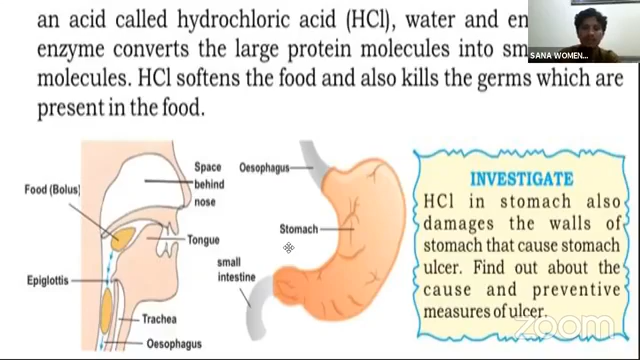 an acid called hydrochloric acid (HCl), water and
enzyme converts the large protein molecules into
molecules. HCl softens the food and also kills the germs which are
present in the food.
SANA WOMEN...
Food (Bolus)
Epiglottis
Space
behind
nose
Tongue
Trachea
Oesophagus
Oesophagus
Stomach
small
intestine
INVESTIGATE
HCl in stomach also
damages the walls of
stomach that cause stomach
ulcer. Find out about the
cause and preventive
measures of ulcer.
zoom